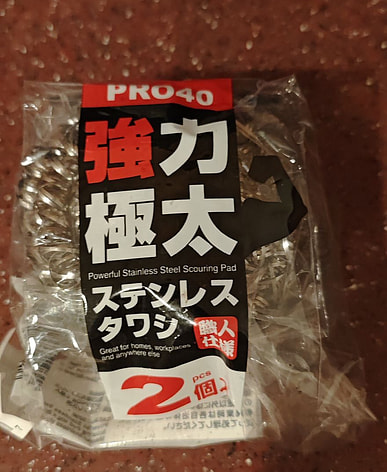 PRO40
強力
極太
Powerful Stainless Steel Scouring Pad
ステンレス
タワシ
職人
仕様
Great for homes, workplaces
and anywhere else
2 pcs
個入